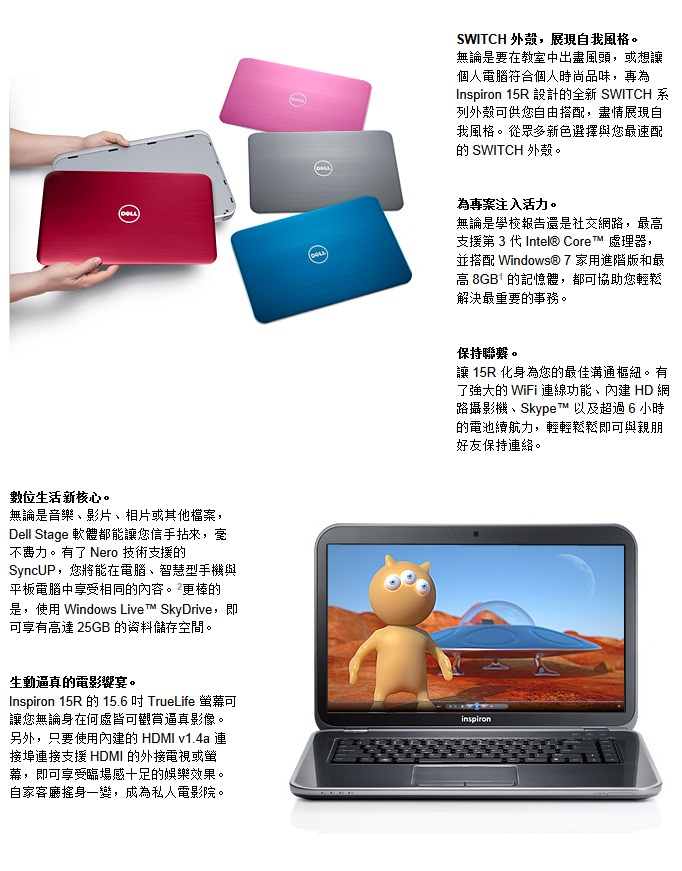 SWITCH 外殼，展現自我風格。
無論是要在教室中出盡風頭，或想讓
個人電腦符合個人時尚品味，專為
Inspiron 15R 設計的全新 SWITCH 系
列外殼可供您自由搭配，盡情展現自
我風格。從眾多新色選擇與您最速配
的 SWITCH 外殼。
為專案注入活力。
無論是學校報告還是社交網路，最高
支援第 3 代 Intel® Core™ 處理器，
並搭配 Windows® 7 家用進階版和最
高 8GB¹ 的記憶體，都可協助您輕鬆
解決最重要的事務。
保持聯繫。
讓 15R 化身為您的最佳溝通樞紐。有
了強大的 WiFi 連線功能、內建 HD 網
路攝影機、Skype™ 以及超過 6 小時
的電池續航力，輕輕鬆鬆即可與親朋
好友保持連絡。
DELL
DELL
DELL
DELL
數位生活新核心。
無論是音樂、影片、相片或其他檔案，
Dell Stage 軟體都能讓您信手拈來，毫
不費力。有了 Nero 技術支援的
SyncUP，您將能在電腦、智慧型手機與
平板電腦中享受相同的內容。²更棒的
是，使用 Windows Live™ SkyDrive，即
可享有高達 25GB 的資料儲存空間。
生動逼真的電影饗宴。
Inspiron 15R 的 15.6 吋 TrueLife 螢幕可
讓您無論身在何處皆可觀賞逼真影像。
另外，只要使用內建的 HDMI v1.4a 連
接埠連接支援 HDMI 的外接電視或螢
幕，即可享受臨場感十足的娛樂效果。
自家客廳搖身一變，成為私人電影院。
inspiron